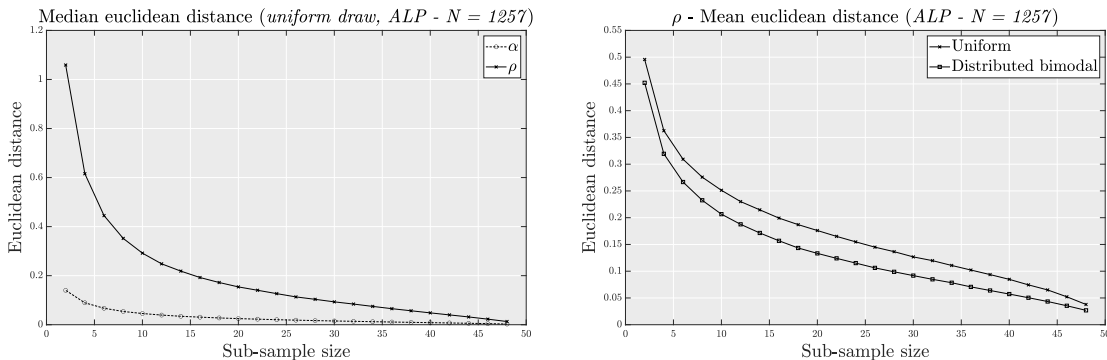 Median euclidean distance (uniform draw, ALP - N = 1257)
1.2
1
0.8
0.6
0.4
0.2
0
0 5 10 15 20 25 30 35 40 45 50
Euclidean distance
Sub-sample size
α
ρ
ρ - Mean euclidean distance (ALP - N = 1257)
0.55
0.5
0.45
0.4
0.35
0.3
0.25
0.2
0.15
0.1
0.05
0
0 5 10 15 20 25 30 35 40 45 50
Euclidean distance
Sub-sample size
Uniform
Distributed bimodal